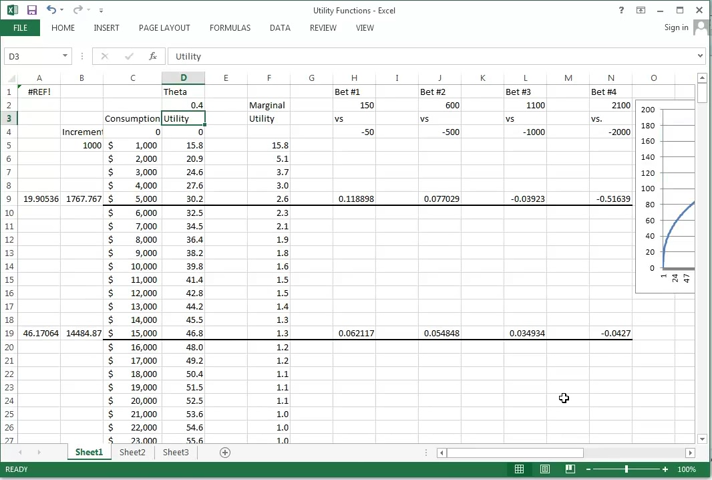 Utility Functions - Excel
?
Sign in
FILE HOME INSERT PAGE LAYOUT FORMULAS DATA REVIEW VIEW
D3 Utility
A B C D E F G H I J K L M N O
1 #REF! Theta Bet #1 Bet #2 Bet #3 Bet #4
2 0.4 Marginal 150 600 1100 2100
3 Consumption Utility Utility vs vs vs vs.
4 Increment 0 0 -50 -500 -1000 -2000
5 1000 $ 1,000 15.8 15.8
6 $ 2,000 20.9 5.1
7 $ 3,000 24.6 3.7
8 $ 4,000 27.6 3.0
9 19.90536 1767.767 $ 5,000 30.2 2.6 0.118898 0.077029 -0.03923 -0.51639
10 $ 6,000 32.5 2.3
11 $ 7,000 34.5 2.1
12 $ 8,000 36.4 1.9
13 $ 9,000 38.2 1.8
14 $ 10,000 39.8 1.6
15 $ 11,000 41.4 1.5
16 $ 12,000 42.8 1.5
17 $ 13,000 44.2 1.4
18 $ 14,000 45.5 1.3
19 46.17064 14484.87 $ 15,000 46.8 1.3 0.062117 0.054848 0.034934 -0.0427
20 $ 16,000 48.0 1.2
21 $ 17,000 49.2 1.2
22 $ 18,000 50.4 1.1
23 $ 19,000 51.5 1.1
24 $ 20,000 52.5 1.1
25 $ 21,000 53.6 1.0
26 $ 22,000 54.6 1.0
27 $ 23,000 55.6 1.0
200
180
160
140
120
100
80
60
40
20
0
1 24 47
Sheet1 Sheet2 Sheet3
READY 100%